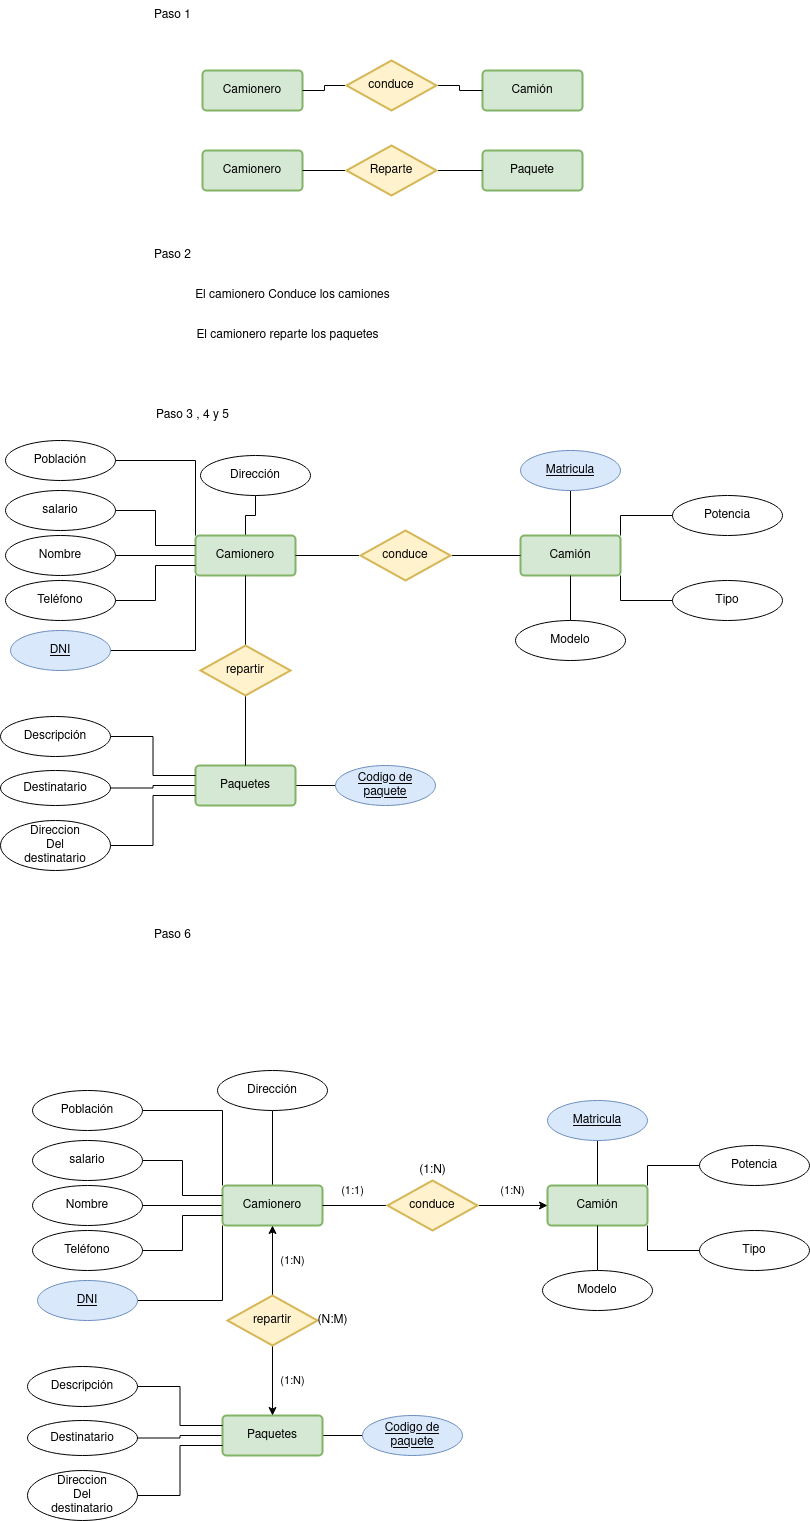 Paso 1
Camionero
conduce
Camión
Camionero
Reparte
Paquete
Paso 2
El camionero Conduce los camiones
El camionero reparte los paquetes
Paso 3 , 4 y 5
Población
Dirección
Matricula
salario
Potencia
Nombre
Camionero
conduce
Camión
Teléfono
Tipo
DNI
Modelo
repartir
Descripción
Destinatario
Paquetes
Codigo de
paquete
Direccion
Del
destinatario
Paso 6
Dirección
Población
Matricula
salario
(1:N)
Potencia
(1:1)
(1:N)
Nombre
Camionero
conduce
Camión
Teléfono
Tipo
(1:N)
DNI
Modelo
repartir
(N:M)
(1:N)
Descripción
Destinatario
Paquetes
Codigo de
paquete
Direccion
Del
destinatario